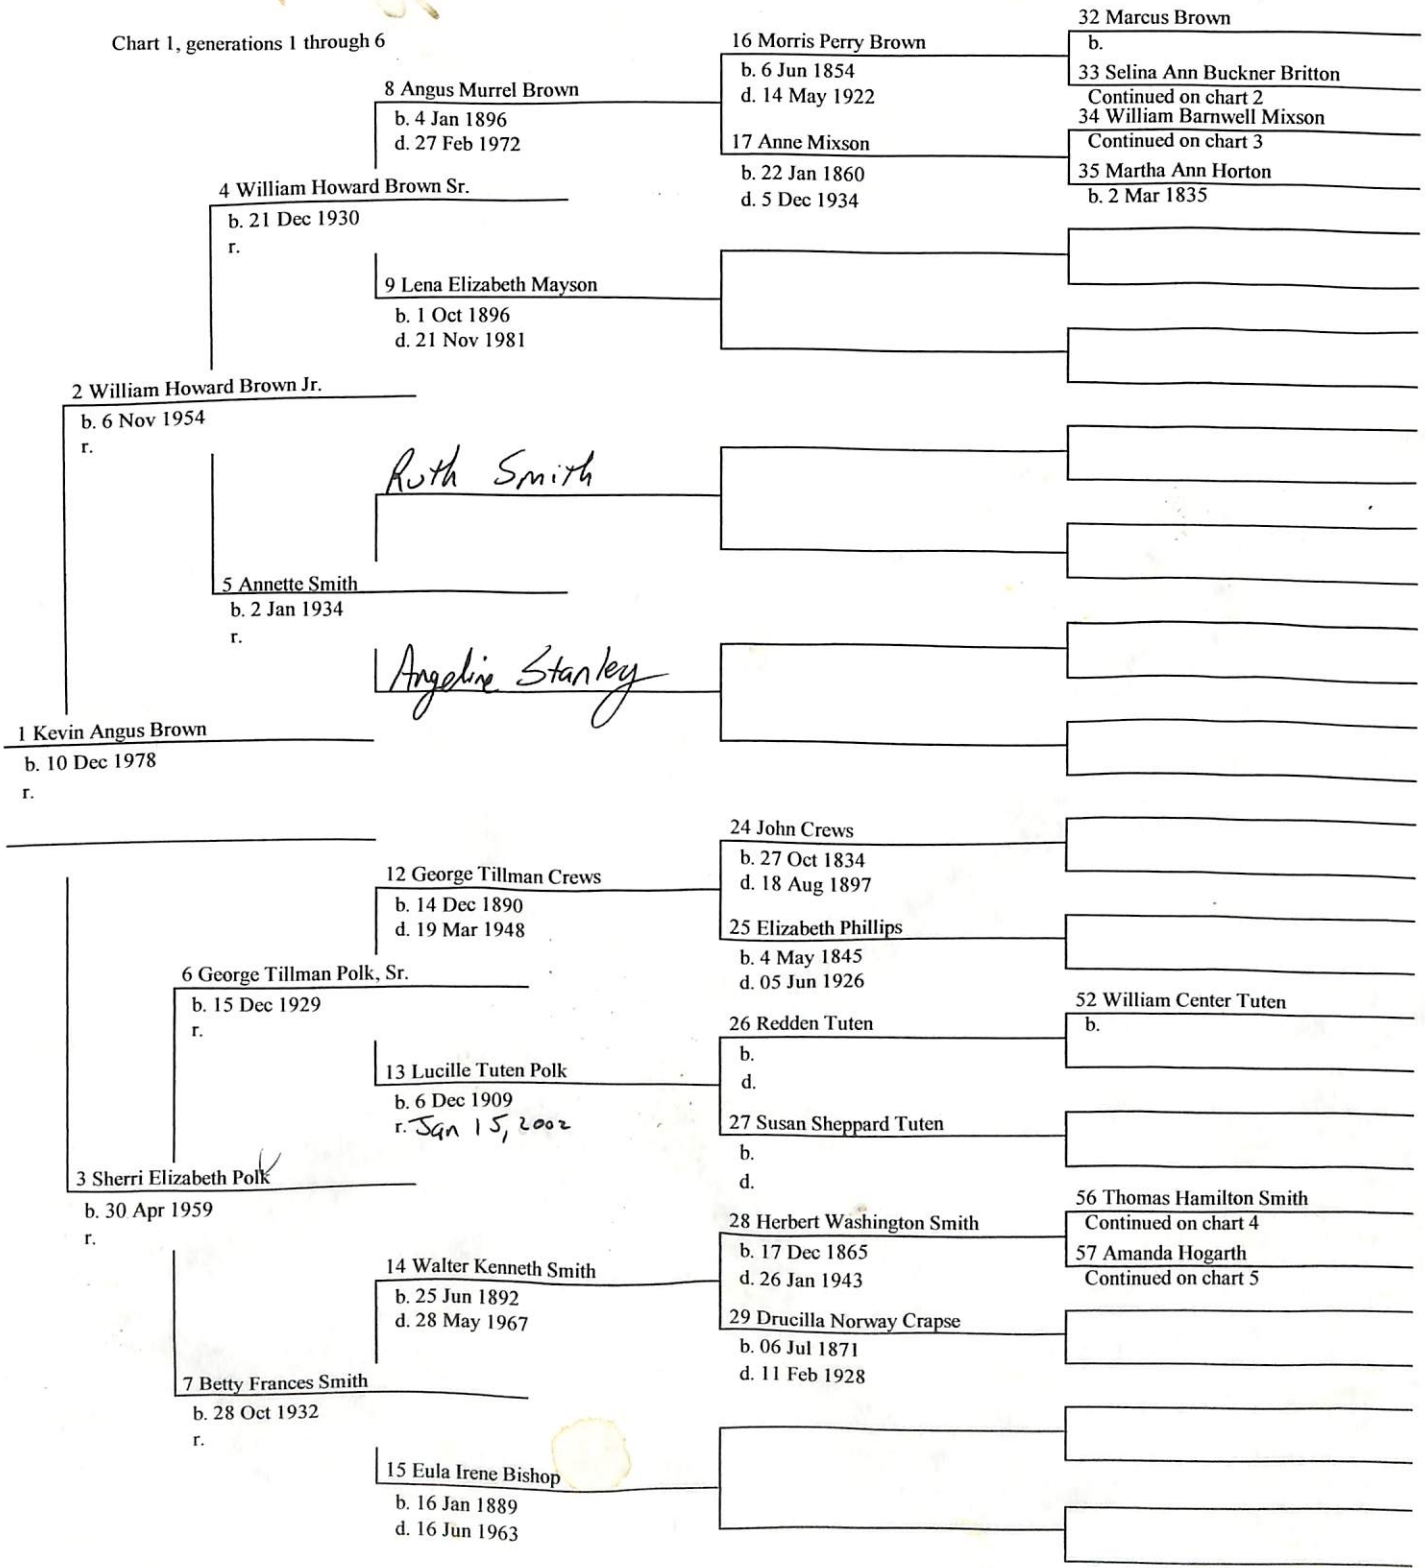 Chart 1, generations 1 through 6
32 Marcus Brown
b.
16 Morris Perry Brown
b. 6 Jun 1854
d. 14 May 1922
33 Selina Ann Buckner Britton
Continued on chart 2
8 Angus Murrel Brown
b. 4 Jan 1896
d. 27 Feb 1972
34 William Barnwell Mixson
Continued on chart 3
17 Anne Mixson
b. 22 Jan 1860
d. 5 Dec 1934
35 Martha Ann Horton
b. 2 Mar 1835
4 William Howard Brown Sr.
b. 21 Dec 1930
r.
9 Lena Elizabeth Mayson
b. 1 Oct 1896
d. 21 Nov 1981
2 William Howard Brown Jr.
b. 6 Nov 1954
r.
Ruth Smith
5 Annette Smith
b. 2 Jan 1934
r.
Angeline Stanley
1 Kevin Angus Brown
b. 10 Dec 1978
r.
24 John Crews
b. 27 Oct 1834
d. 18 Aug 1897
12 George Tillman Crews
b. 14 Dec 1890
d. 19 Mar 1948
25 Elizabeth Phillips
b. 4 May 1845
d. 05 Jun 1926
6 George Tillman Polk, Sr.
b. 15 Dec 1929
r.
52 William Center Tuten
b.
26 Redden Tuten
b.
d.
13 Lucille Tuten Polk
b. 6 Dec 1909
r. Jan 15, 2002
27 Susan Sheppard Tuten
b.
d.
3 Sherri Elizabeth Polk
b. 30 Apr 1959
r.
56 Thomas Hamilton Smith
Continued on chart 4
28 Herbert Washington Smith
b. 17 Dec 1865
d. 26 Jan 1943
57 Amanda Hogarth
Continued on chart 5
14 Walter Kenneth Smith
b. 25 Jun 1892
d. 28 May 1967
29 Drucilla Norway Crapse
b. 06 Jul 1871
d. 11 Feb 1928
7 Betty Frances Smith
b. 28 Oct 1932
r.
15 Eula Irene Bishop
b. 16 Jan 1889
d. 16 Jun 1963